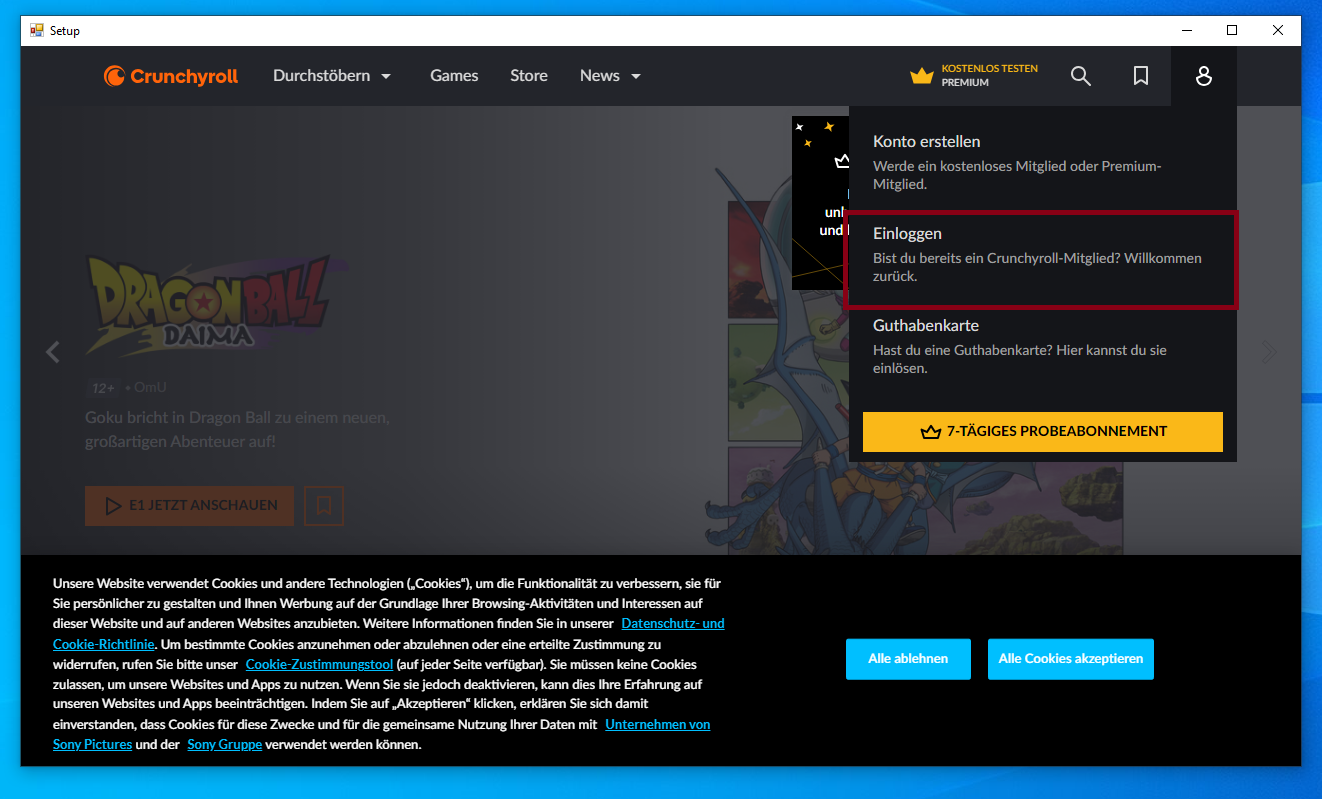 Setup
Crunchyroll
Durchstöbern
Games
Store
News
KOSTENLOS TESTEN
PREMIUM
Konto erstellen
Werde ein kostenloses Mitglied oder Premium-
Mitglied.
Einloggen
Bist du bereits ein Crunchyroll-Mitglied? Willkommen
zurück.
Guthabenkarte
Hast du eine Guthabenkarte? Hier kannst du sie
einlösen.
7-TÄGIGES PROBEABONNEMENT
DRAGON BALL
DAIMA
12+ • OmU
Goku bricht in Dragon Ball zu einem neuen,
großartigen Abenteuer auf!
E1 JETZT ANSCHAUEN
Unsere Website verwendet Cookies und andere Technologien („Cookies“), um die Funktionalität zu verbessern, sie für
Sie persönlicher zu gestalten und Ihnen Werbung auf der Grundlage Ihrer Browsing-Aktivitäten und Interessen auf
dieser Website und auf anderen Websites anzubieten. Weitere Informationen finden Sie in unserer Datenschutz- und
Cookie-Richtlinie. Um bestimmte Cookies anzunehmen oder abzulehnen oder eine erteilte Zustimmung zu
widerrufen, rufen Sie bitte unser Cookie-Zustimmungstool (auf jeder Seite verfügbar). Sie müssen keine Cookies
zulassen, um unsere Websites und Apps zu nutzen. Wenn Sie sie jedoch deaktivieren, kann dies Ihre Erfahrung auf
unseren Websites und Apps beeinträchtigen. Indem Sie auf „Akzeptieren“ klicken, erklären Sie sich damit
einverstanden, dass Cookies für diese Zwecke und für die gemeinsame Nutzung Ihrer Daten mit Unternehmen von
Sony Pictures und der Sony Gruppe verwendet werden können.
Alle ablehnen
Alle Cookies akzeptieren